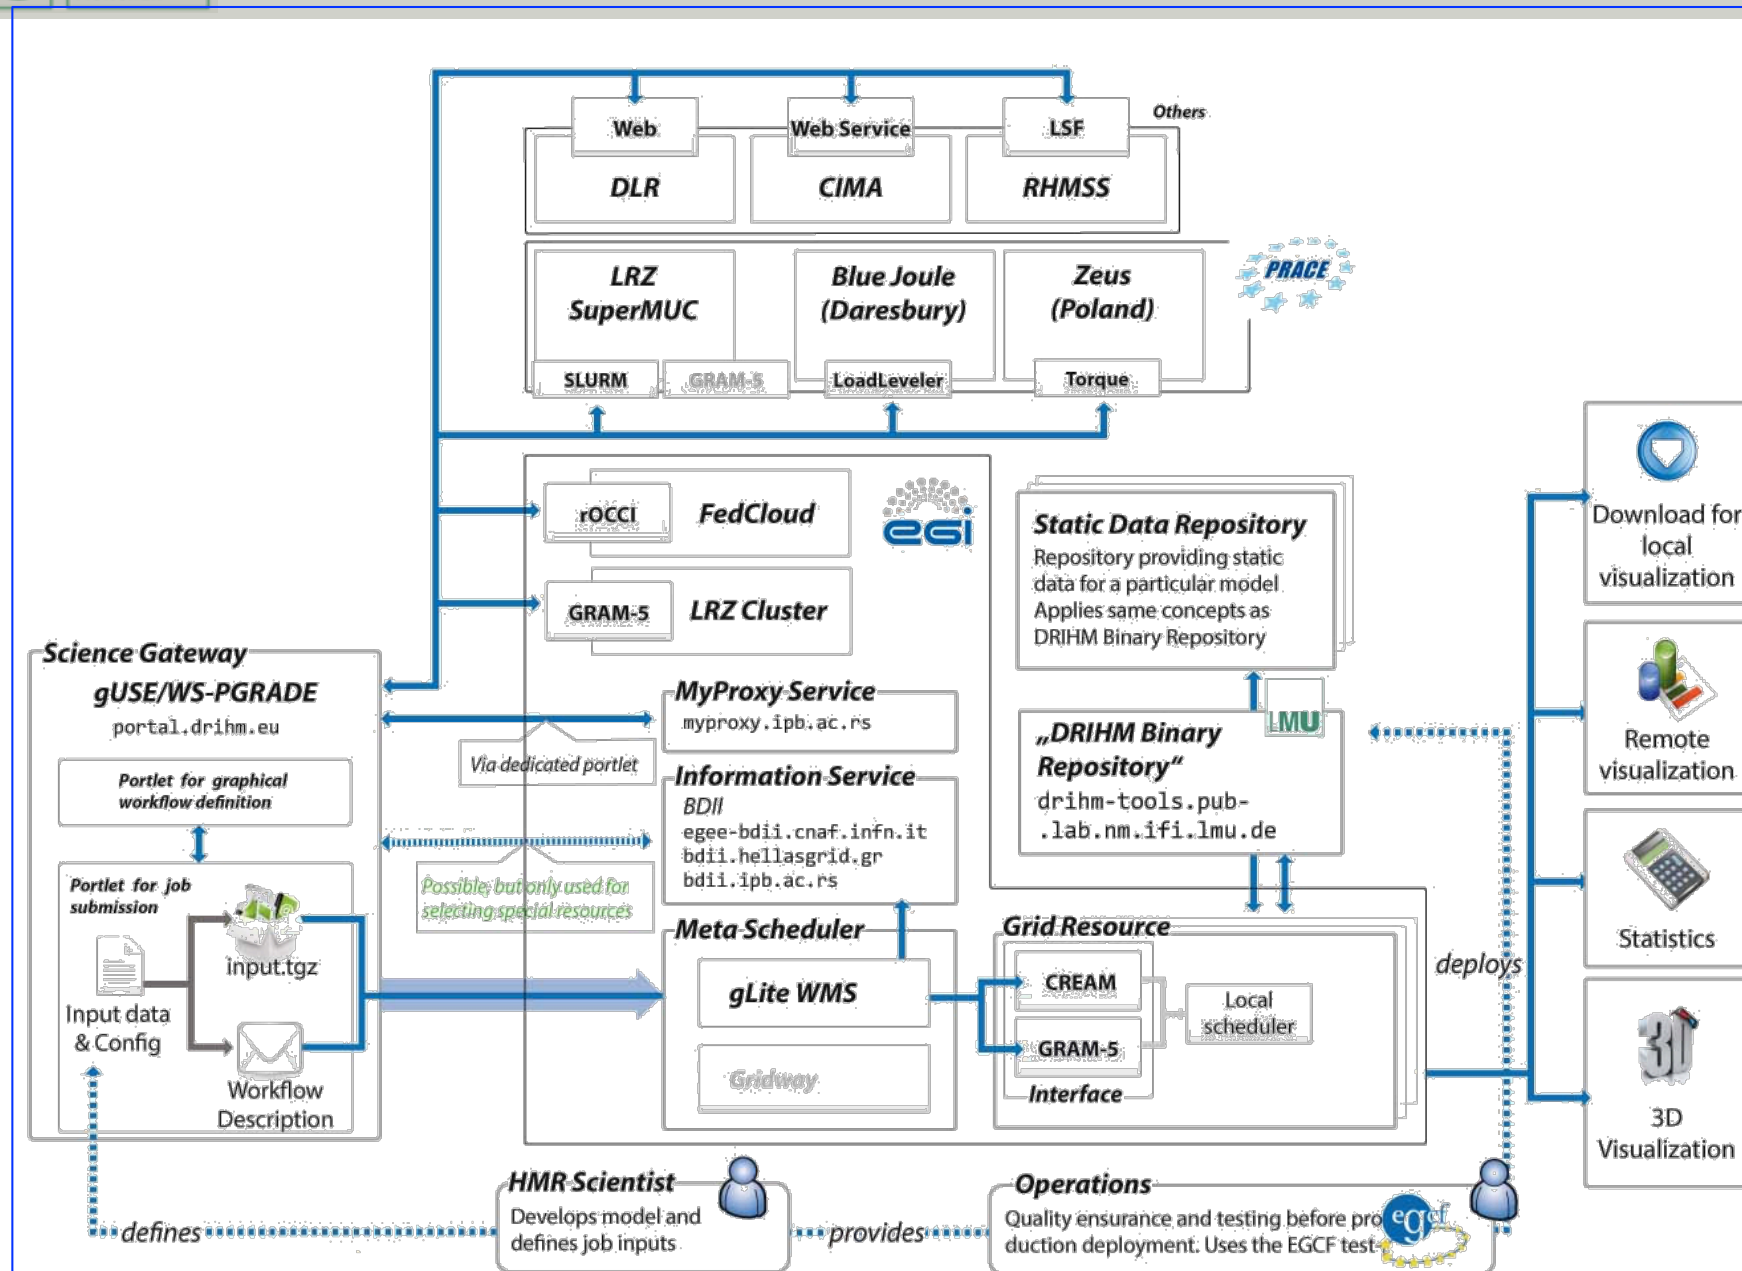 Others
Web
Web Service
LSF
DLR
CIMA
RHMSS
PRACE
LRZ
SuperMUC
Blue Joule
(Daresbury)
Zeus
(Poland)
SLURM
GRAM-5
LoadLeveler
Torque
rOCCI
FedCloud
egi
GRAM-5
LRZ Cluster
Static Data Repository
Repository providing static
data for a particular model
Applies same concepts as
DRIHM Binary Repository
Download for
local
visualization
Science Gateway
gUSE/WS-PGRADE
portal.drihm.eu
MyProxy Service
myproxy.ipb.ac.rs
Via dedicated portlet
LMU
„DRIHM Binary
Repository“
drihm-tools.pub-
.lab.nm.ifi.lmu.de
Remote
visualization
Portlet for graphical
workflow definition
Information Service
BDII
egee-bdii.cnaf.infn.it
bdii.hellasgrid.gr
bdii.ipb.ac.rs
Possible, but only used for
selecting special resources
Portlet for job
submission
input.tgz
Input data
& Config
Workflow
Description
Meta Scheduler
gLite WMS
Gridway
Grid Resource
CREAM
GRAM-5
Interface
Local
scheduler
deploys
Statistics
3D
3D
Visualization
defines
HMR Scientist
Develops model and
defines job inputs
provides
Operations
Quality ensurance and testing before pro
duction deployment. Uses the EGCF test-
egcf